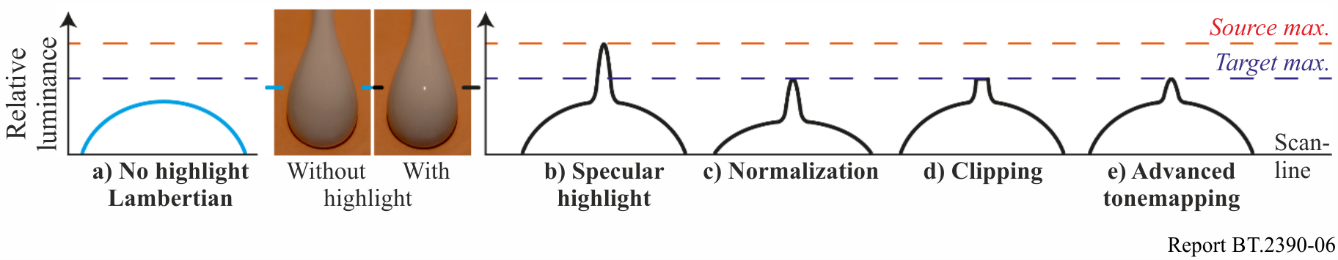 Relative
luminance
Source max.
Target max.
a) No highlight
Lambertian
Without With
highlight
b) Specular
highlight
c) Normalization
d) Clipping
e) Advanced
tonemapping
Scan-
line
Report BT.2390-06